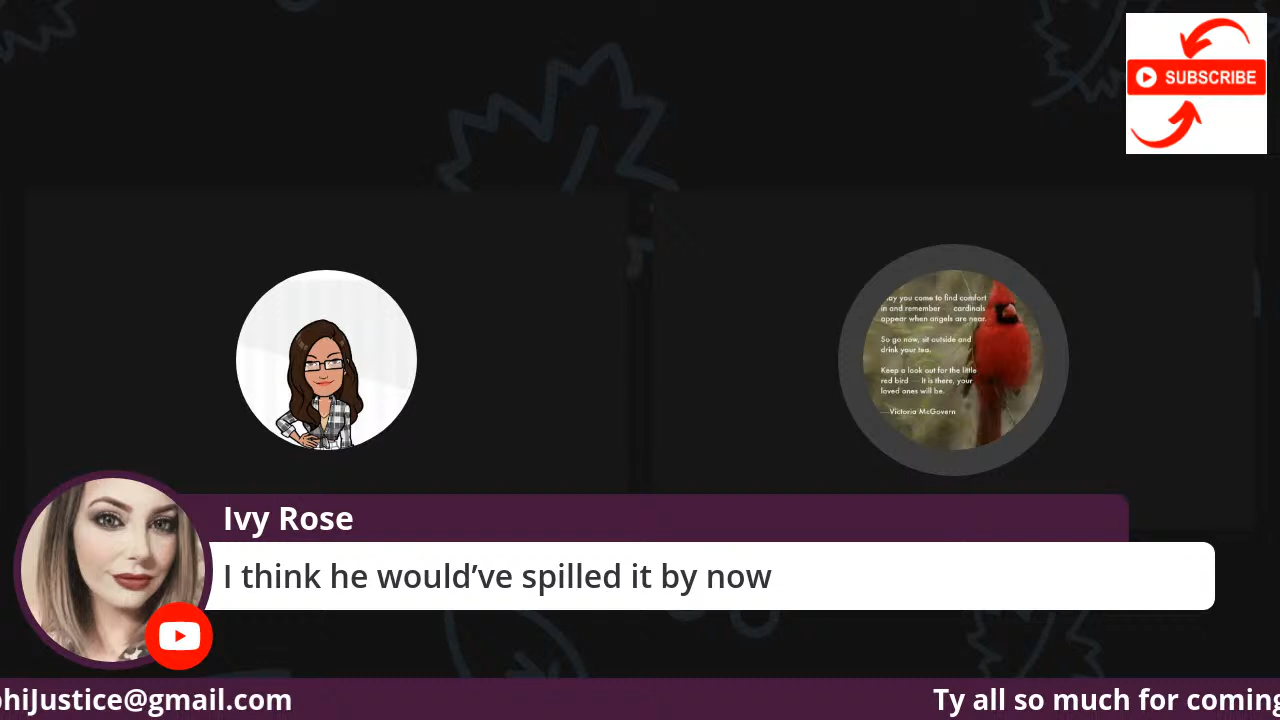 SUBSCRIBE
ay you come to find comfort
in and remember cardinals
appear when angels are near.
So go now, sit outside and
drink your tea.
Keep a look out for the little
red bird It is there, your
loved ones will be.
—Victoria McGovern
Ivy Rose
I think he would’ve spilled it by now
hiJustice@gmail.com
Ty all so much for coming